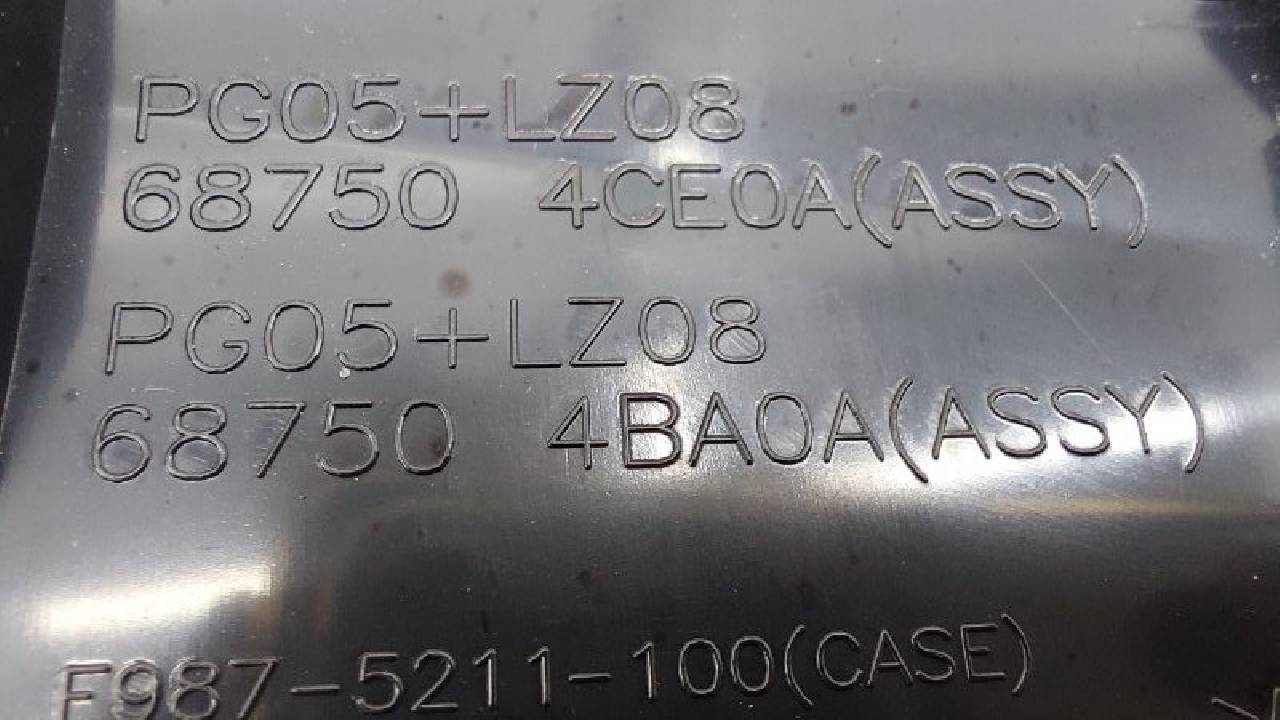 PG05+LZ08
68750 4CE0A(ASSY)
PG05+LZ08
68750 4BA0A(ASSY)
F987-5211-100(CASE)